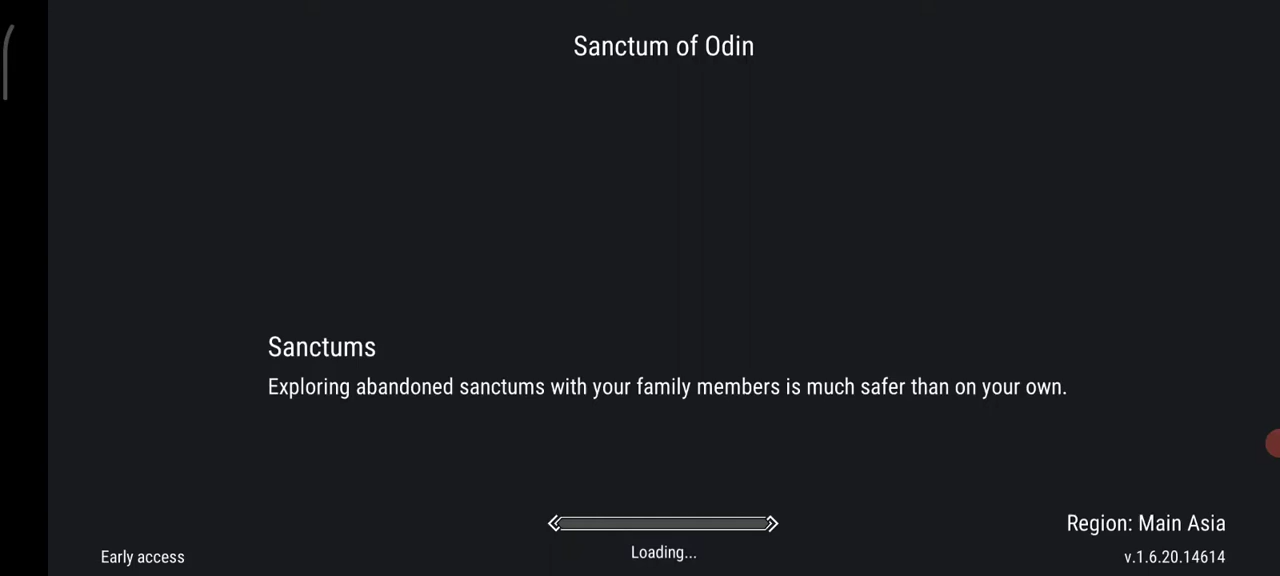 Sanctum of Odin
Sanctums
Exploring abandoned sanctums with your family members is much safer than on your own.
Region: Main Asia
Early access
Loading...
v.1.6.20.14614